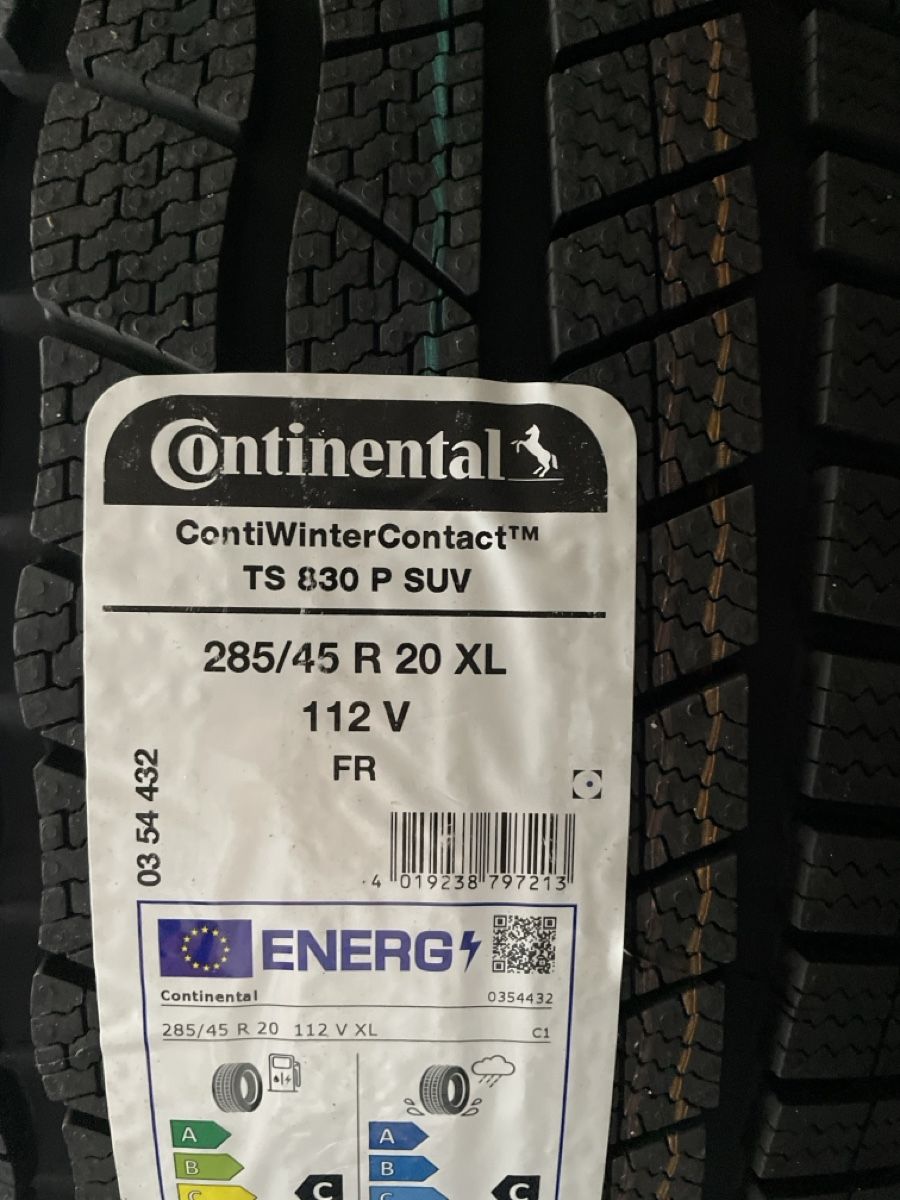 Continental
ContiWinterContact™
TS 830 P SUV
285/45 R 20 XL
112 V
FR
03 54 432
4 019238 797213
ENERG
Continental 0354432
285/45 R 20 112 V XL C1
A A
B B
C C C C